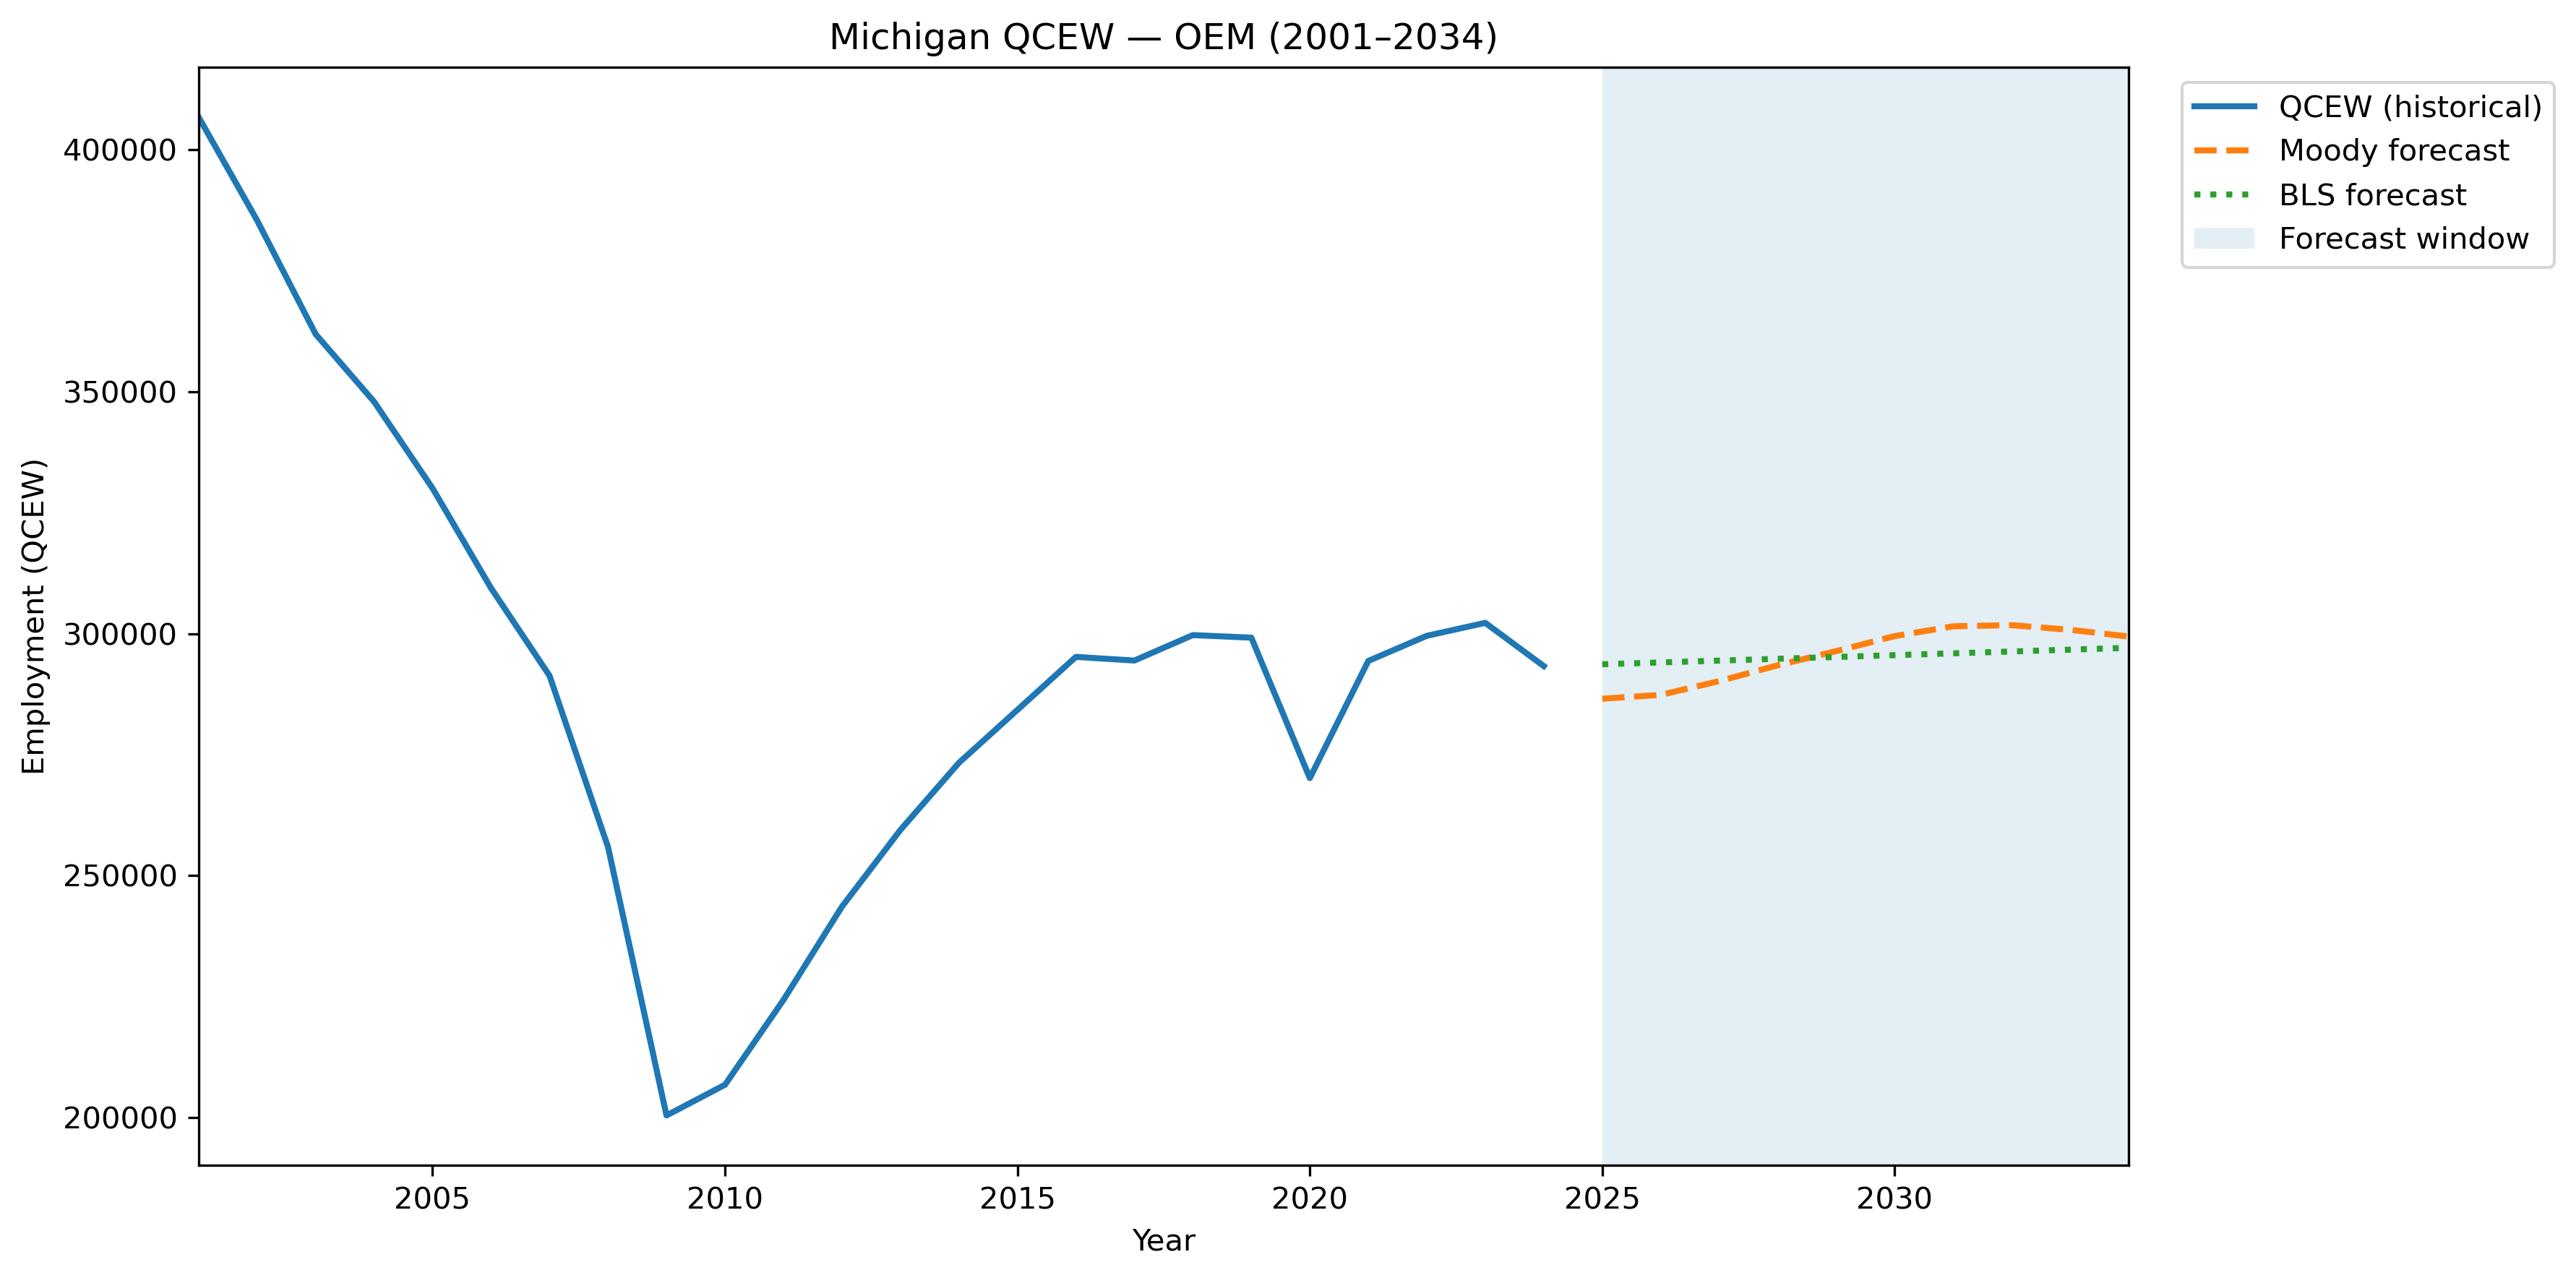 Michigan QCEW — OEM (2001–2034)
QCEW (historical)
Moody forecast
BLS forecast
Forecast window
Employment (QCEW)
400000
350000
300000
250000
200000
2005
2010
2015
2020
2025
2030
Year